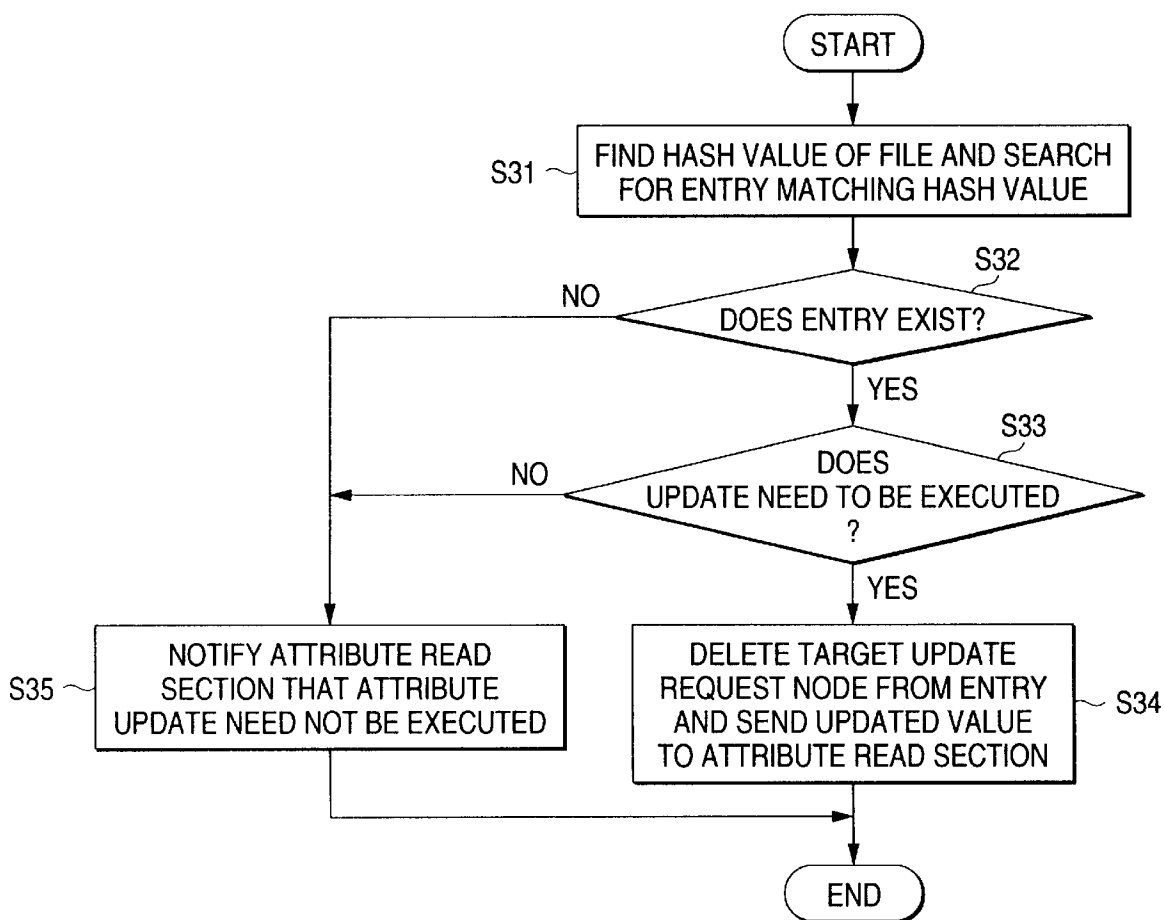 START
S31
FIND HASH VALUE OF FILE AND SEARCH
FOR ENTRY MATCHING HASH VALUE
S32
NO
DOES ENTRY EXIST?
YES
S33
NO
DOES
UPDATE NEED TO BE EXECUTED
?
YES
S35
NOTIFY ATTRIBUTE READ
SECTION THAT ATTRIBUTE
UPDATE NEED NOT BE EXECUTED
DELETE TARGET UPDATE
REQUEST NODE FROM ENTRY
AND SEND UPDATED VALUE
TO ATTRIBUTE READ SECTION
S34
END